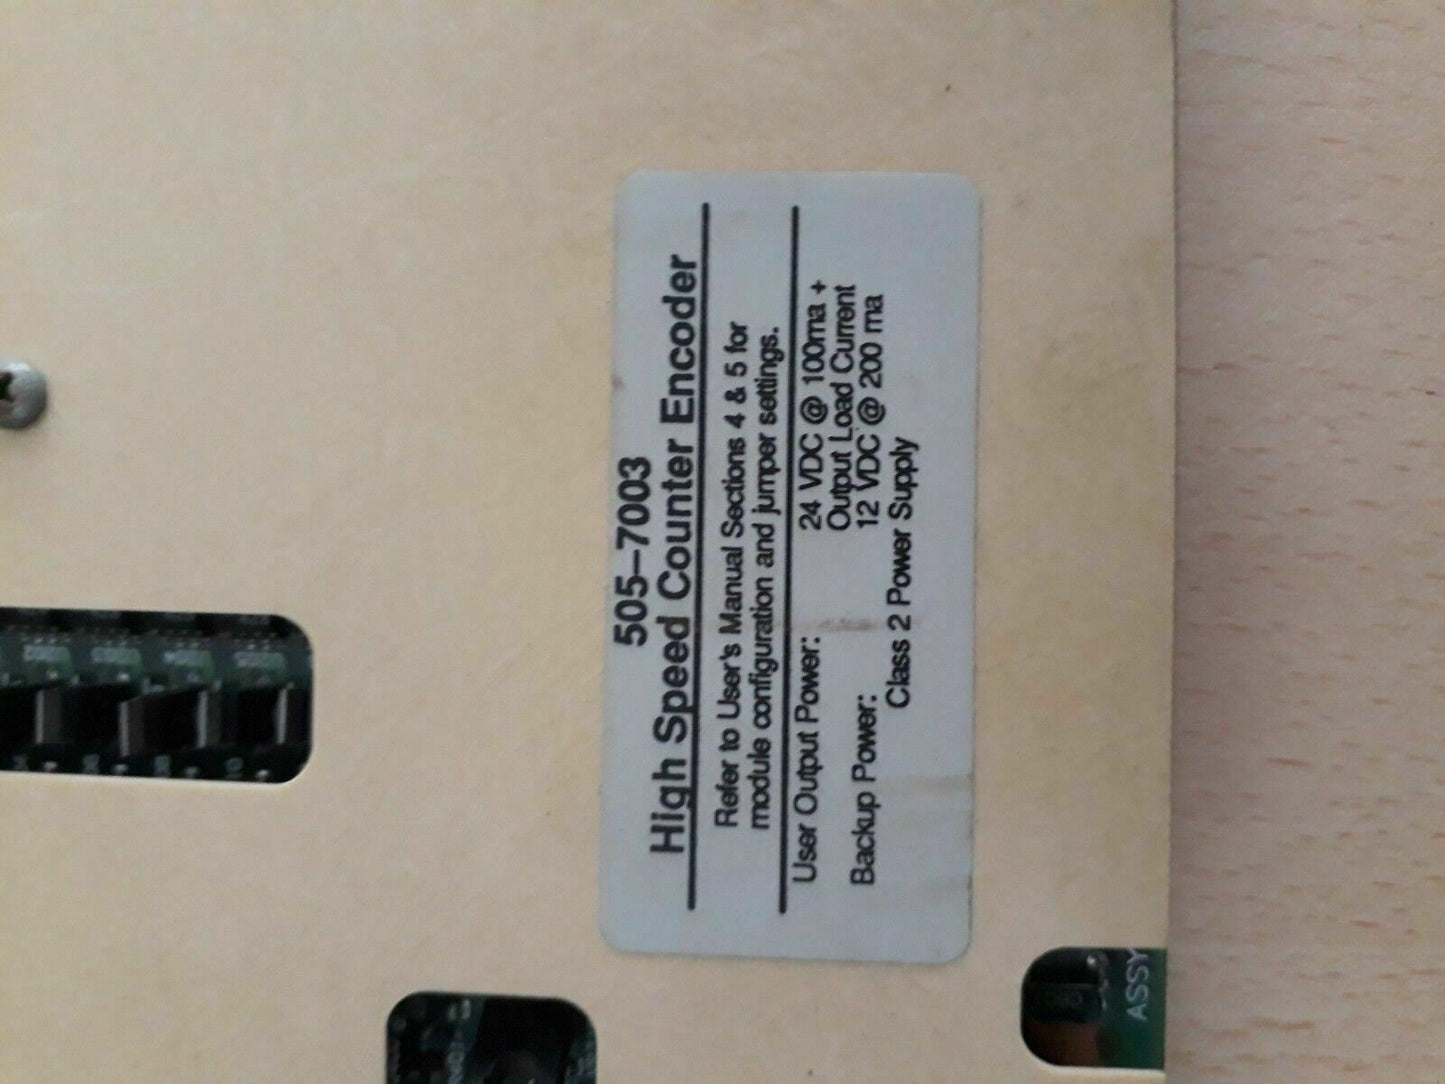 505–7003
High Speed Counter Encoder
Refer to User's Manual Sections 4 & 5 for
module configuration and jumper settings.
User Output Power: 24 VDC @ 100ma +
Output Load Current
Backup Power: 12 VDC @ 200 ma
Class 2 Power Supply
ASSY